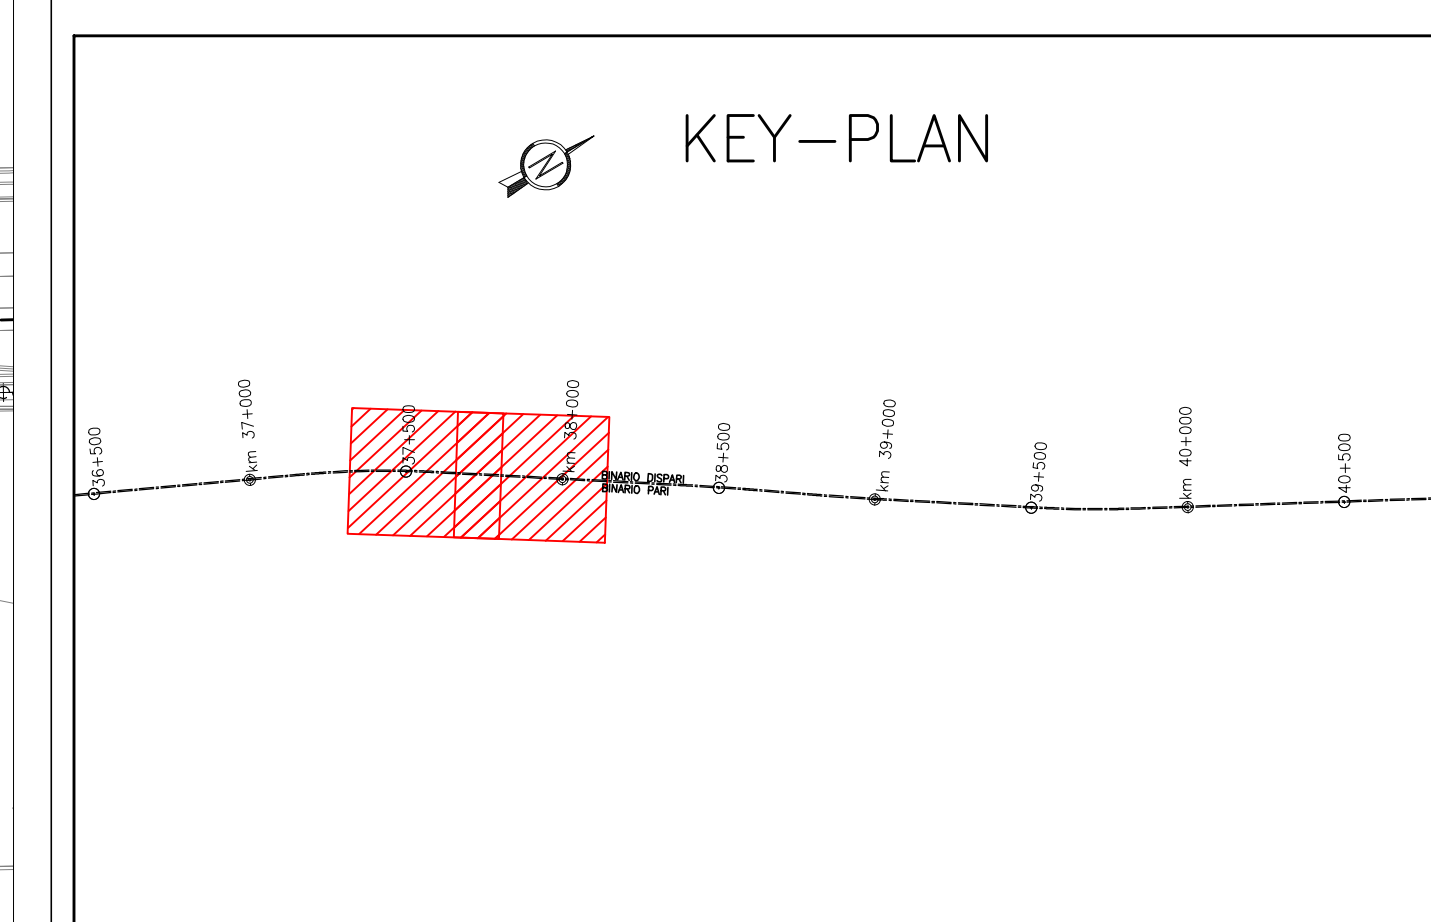 KEY-PLAN
N
36+500
km 37+000
37+500
km 38+000
BINARIO DISPARI
BINARIO PARI
38+500
km 39+000
39+500
km 40+000
40+500